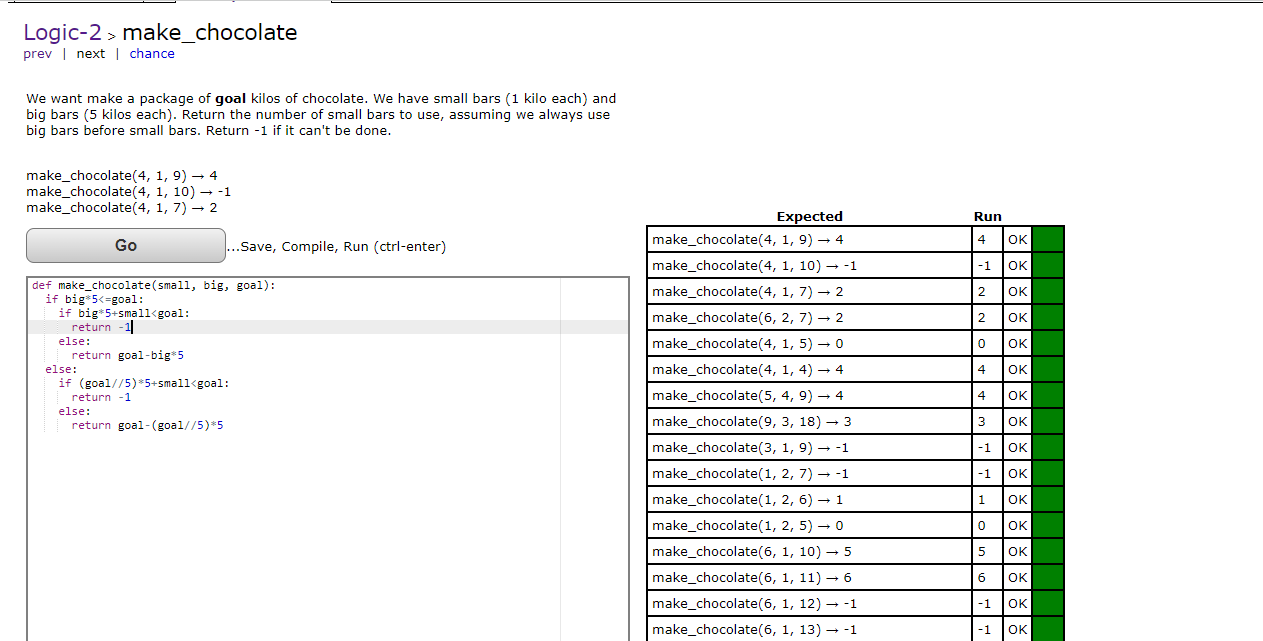 Logic-2 > make_chocolate
prev | next | chance
We want make a package of goal kilos of chocolate. We have small bars (1 kilo each) and
big bars (5 kilos each). Return the number of small bars to use, assuming we always use
big bars before small bars. Return -1 if it can't be done.
make_chocolate(4, 1, 9) → 4
make_chocolate(4, 1, 10) → -1
make_chocolate(4, 1, 7) → 2
Go ...Save, Compile, Run (ctrl-enter)
def make_chocolate(small, big, goal):
  if big*5<=goal:
    if big*5+small<goal:
      return -1
    else:
      return goal-big*5
  else:
    if (goal//5)*5+small<goal:
      return -1
    else:
      return goal-(goal//5)*5
Expected Run
make_chocolate(4, 1, 9) → 4 4 OK
make_chocolate(4, 1, 10) → -1 -1 OK
make_chocolate(4, 1, 7) → 2 2 OK
make_chocolate(6, 2, 7) → 2 2 OK
make_chocolate(4, 1, 5) → 0 0 OK
make_chocolate(4, 1, 4) → 4 4 OK
make_chocolate(5, 4, 9) → 4 4 OK
make_chocolate(9, 3, 18) → 3 3 OK
make_chocolate(3, 1, 9) → -1 -1 OK
make_chocolate(1, 2, 7) → -1 -1 OK
make_chocolate(1, 2, 6) → 1 1 OK
make_chocolate(1, 2, 5) → 0 0 OK
make_chocolate(6, 1, 10) → 5 5 OK
make_chocolate(6, 1, 11) → 6 6 OK
make_chocolate(6, 1, 12) → -1 -1 OK
make_chocolate(6, 1, 13) → -1 -1 OK